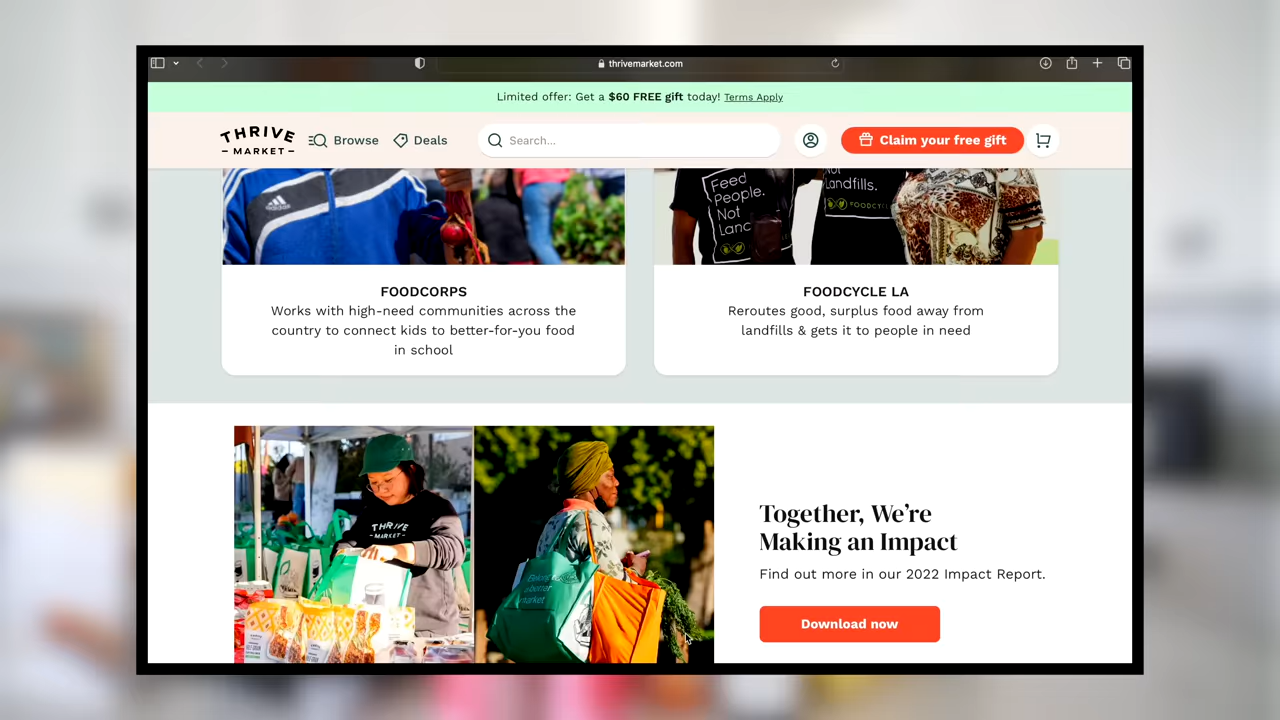 thrivemarket.com
Limited offer: Get a $60 FREE gift today! Terms Apply
THRIVE
MARKET
Browse
Deals
Search...
Claim your free gift
adidas
Feed
People.
Not
Not
Landfills.
FOODCORPS
Works with high-need communities across the
country to connect kids to better-for-you food
in school
FOODCYCLE LA
Reroutes good, surplus food away from
landfills & gets it to people in need
THRIVE
MARKET
Together, We're
Making an Impact
Find out more in our 2022 Impact Report.
Download now